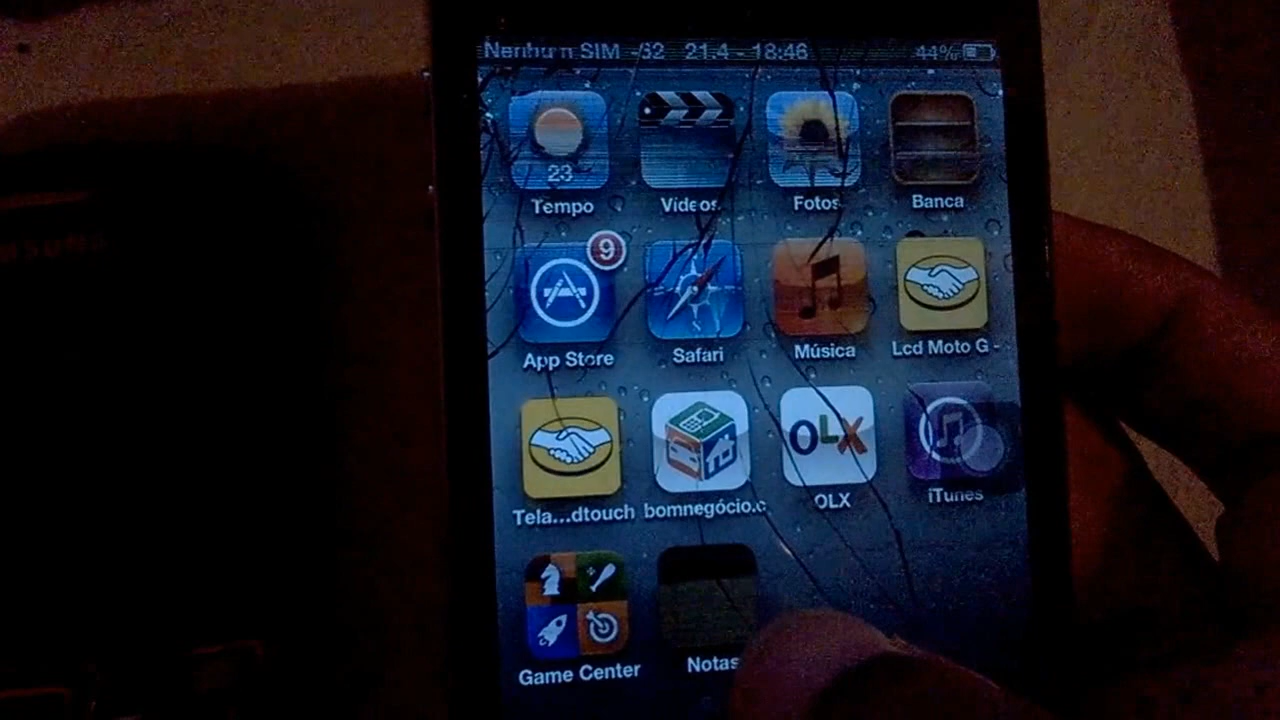 Nenhum SIM 21.4 - 18:46 44%
23
Tempo Vídeos Fotos Banca
9
App Store Safari Música Lcd Moto G -
OLX
Tela...dtouch bomnegócio.c OLX iTunes
Game Center Notas